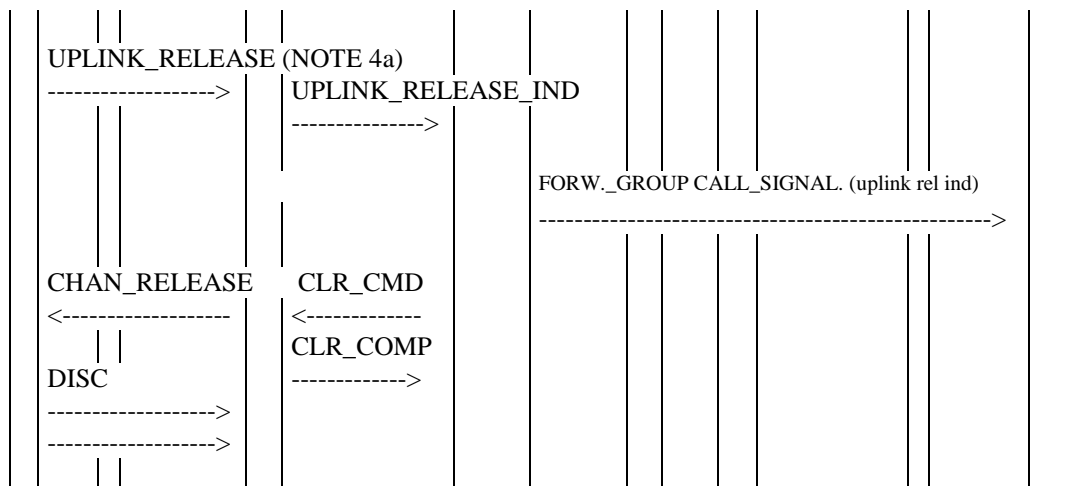 UPLINK_RELEASE (NOTE 4a)
-------------------> UPLINK_RELEASE_IND
--------------->
FORW._GROUP CALL_SIGNAL. (uplink rel ind)
--------------------------------------------------->
CHAN_RELEASE CLR_CMD
<------------------- <-------------
CLR_COMP
DISC ------------->
------------------->
------------------->